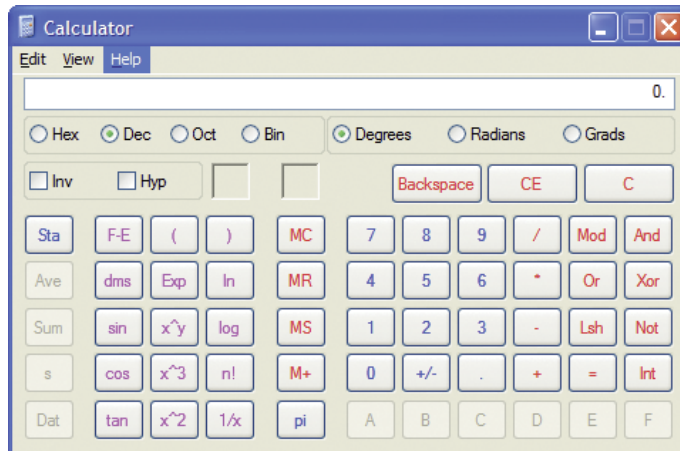 Calculator
Edit View Help
0.
Hex Dec Oct Bin Degrees Radians Grads
Inv Hyp Backspace CE C
Sta F-E ( ) MC 7 8 9 / Mod And
Ave dms Exp ln MR 4 5 6 * Or Xor
Sum sin x^y log MS 1 2 3 - Lsh Not
s cos x^3 n! M+ 0 +/- . + = Int
Dat tan x^2 1/x pi A B C D E F